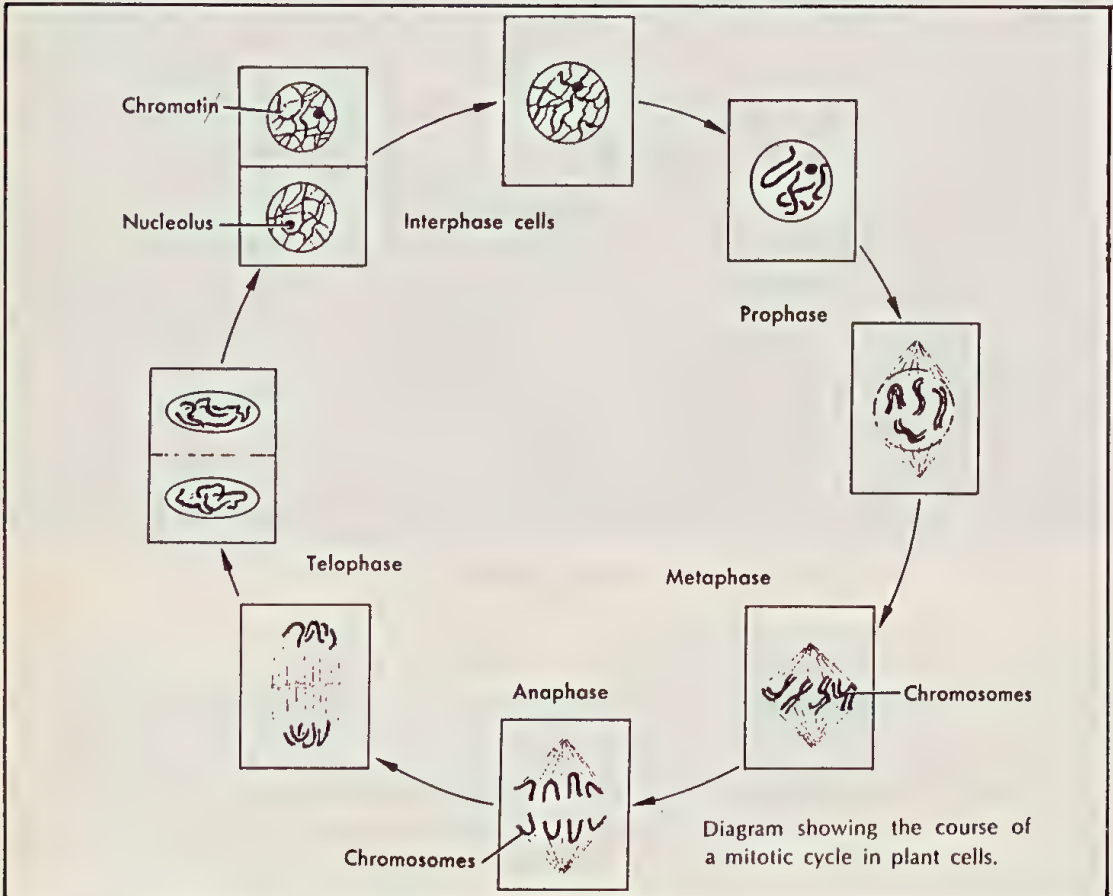 Chromatin
Nucleolus
Interphase cells
Prophase
Telophase
Metaphase
Chromosomes
Anaphase
Chromosomes
Diagram showing the course of
a mitotic cycle in plant cells.